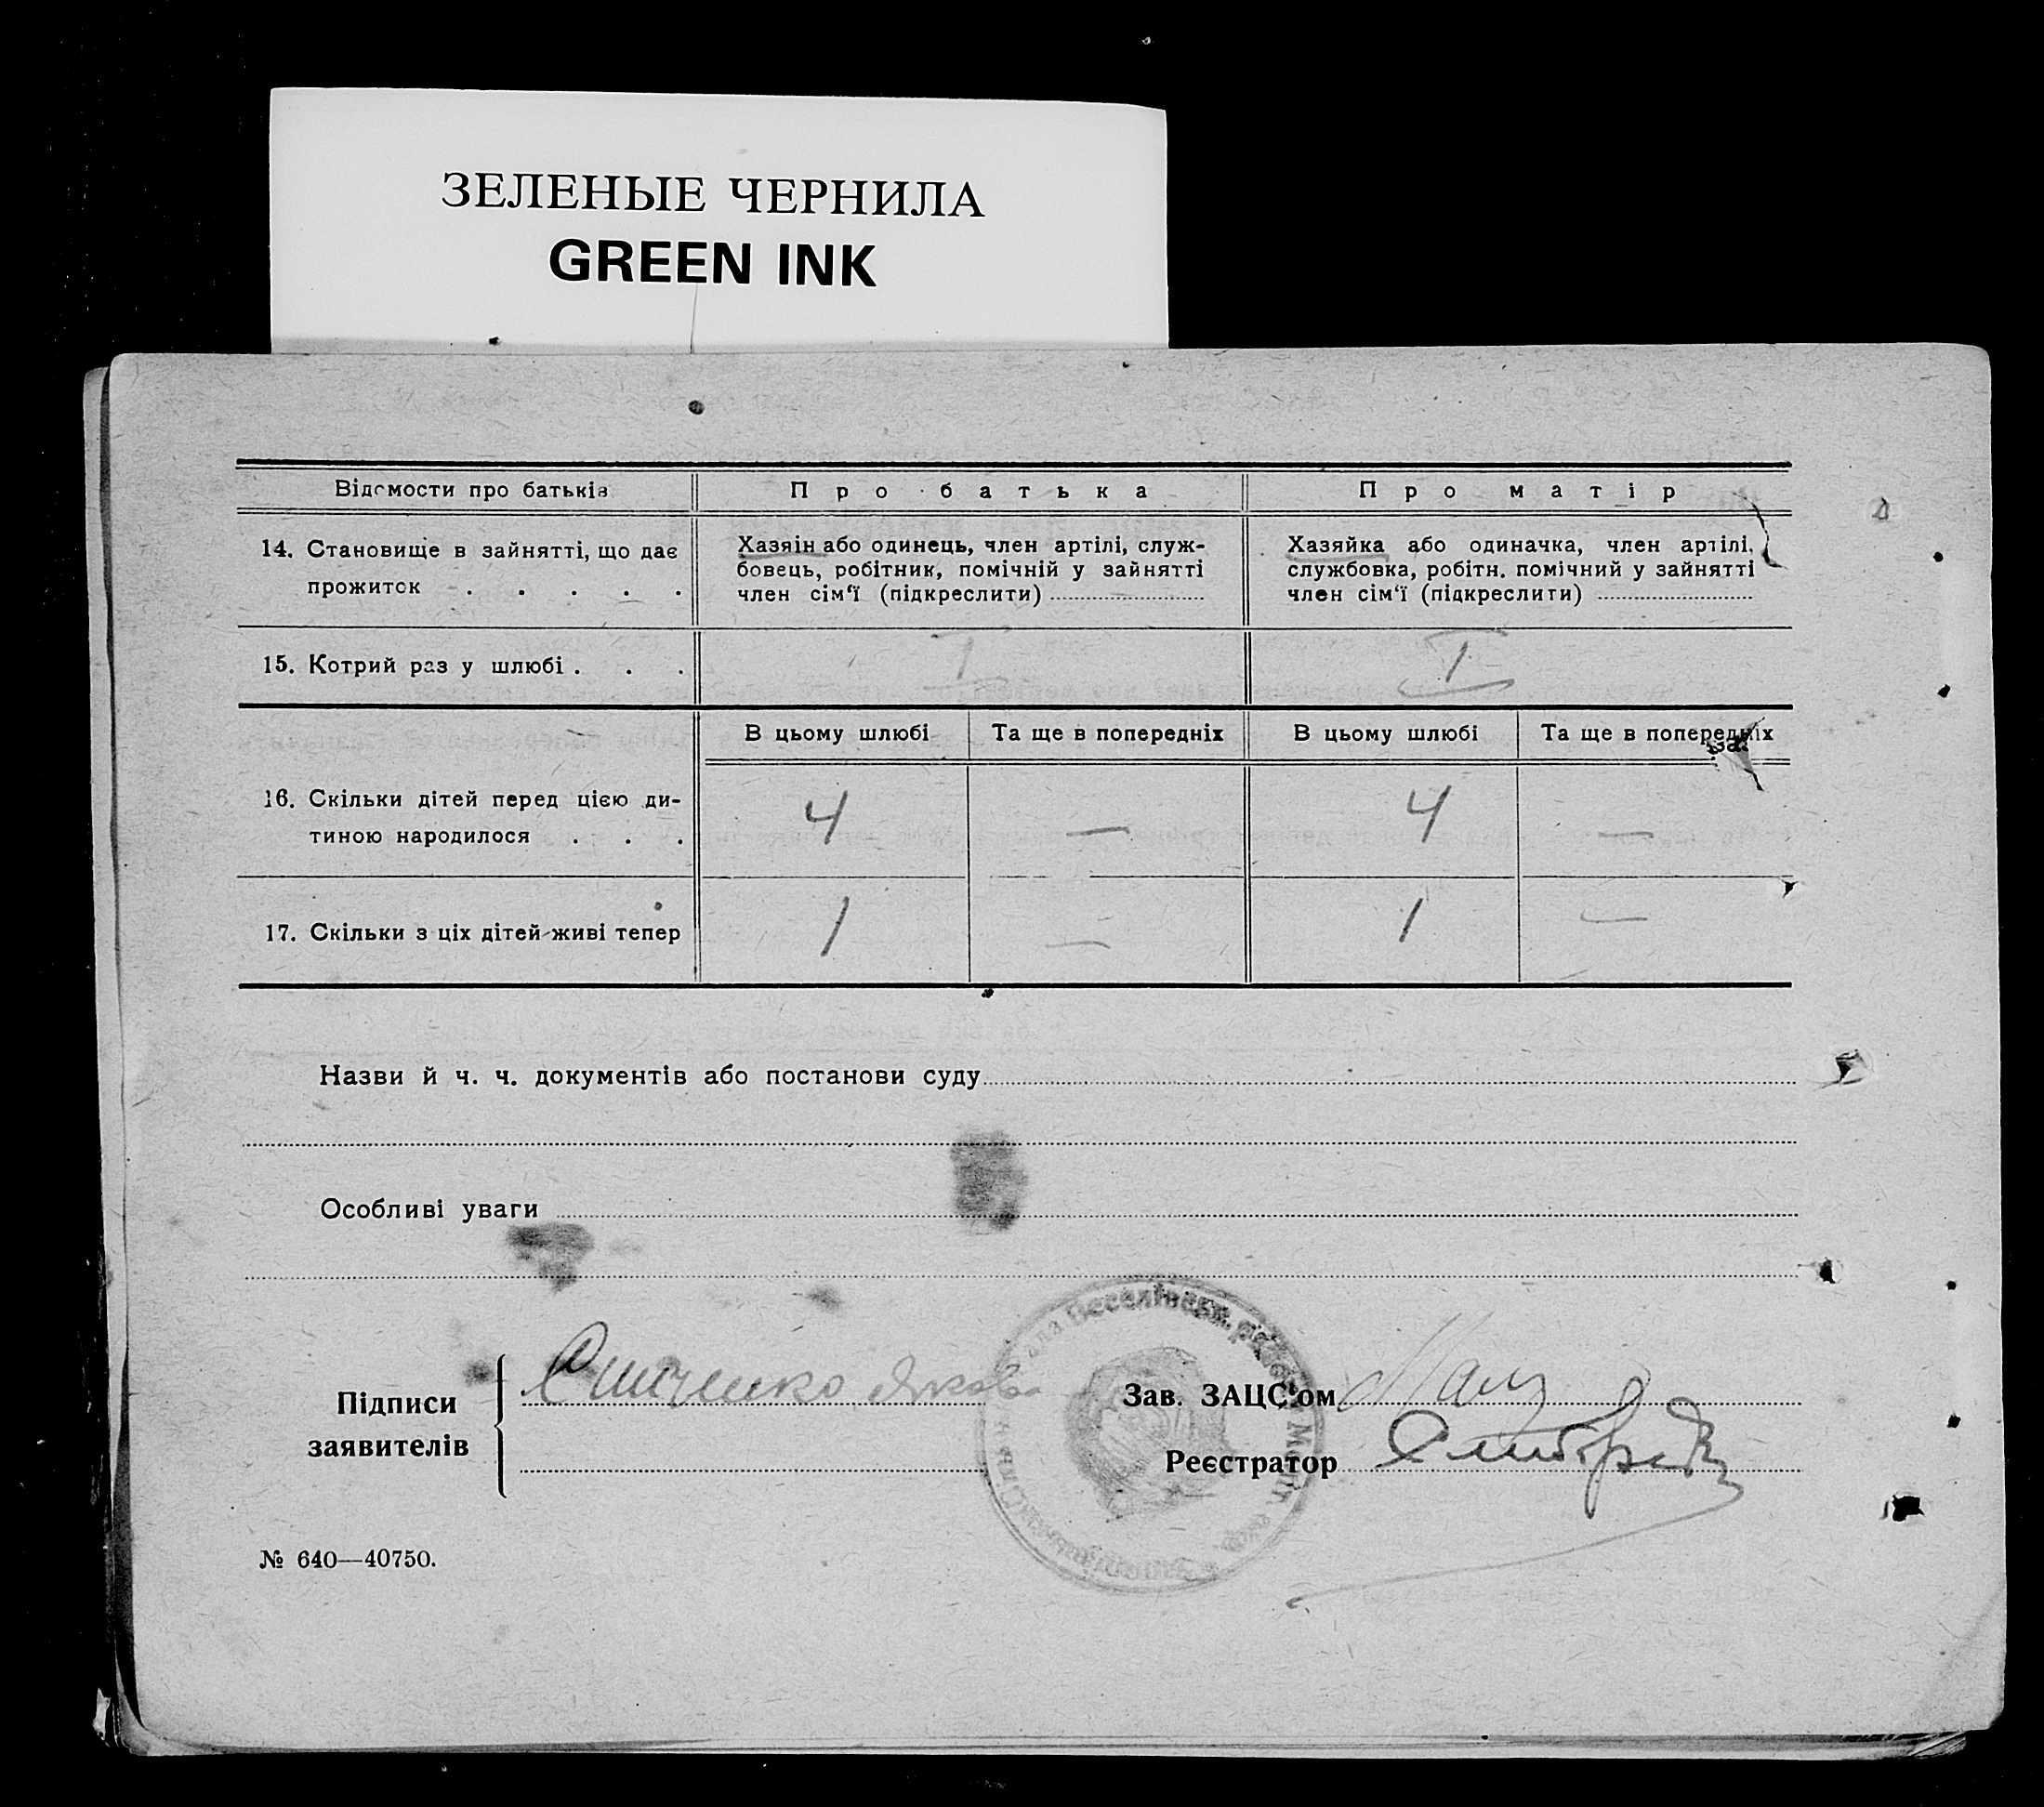 ЗЕЛЕНЫЕ ЧЕРНИЛА
GREEN INK
Відомости про батьків
Про батька
Про матір
14. Становище в зайнятті, що дає
прожиток . . . . .
Хазяїн або одинець, член артілі, служ-
бовець, робітник, помічній у зайнятті
член сім'ї (підкреслити)
Хазяйка або одиначка, член артілі,
службовка, робітн. помічний у зайнятті
член сім'ї (підкреслити)
15. Котрий раз у шлюбі . . .
I
I
В цьому шлюбі
Та ще в попередніх
В цьому шлюбі
Та ще в попередніх
16. Скільки дітей перед цією ди-
тиною народилося . . .
4
—
4
—
17. Скільки з ціх дітей живі тепер
1
—
1
—
Назви й ч. ч. документів або постанови суду
Особливі уваги
Підписи
заявителів
Зав. ЗАЦС'ом
Реєстратор
№ 640—40750.